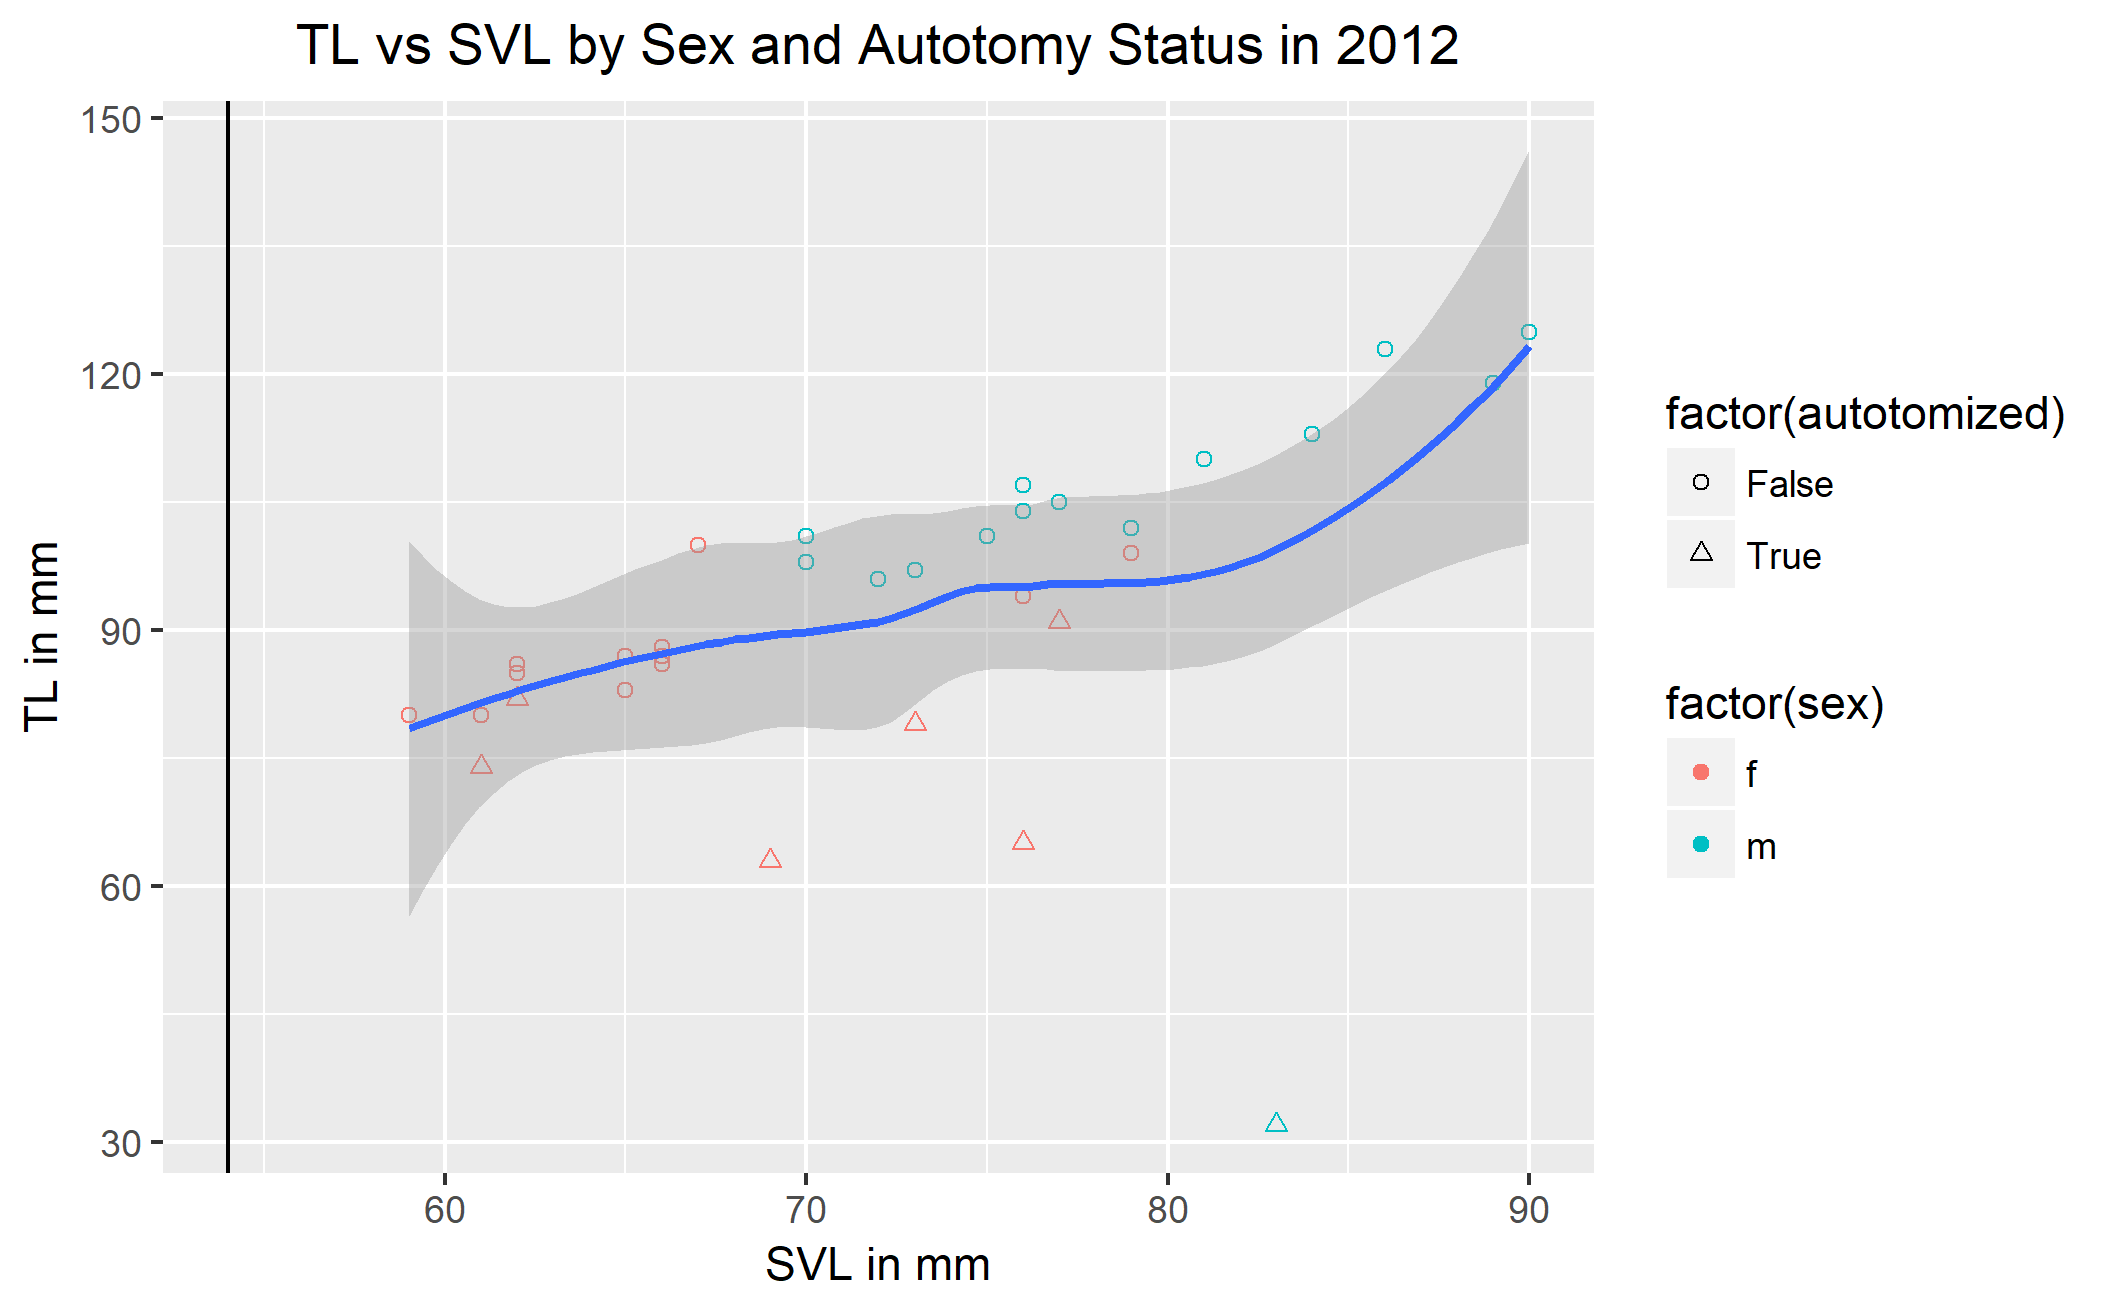 TL vs SVL by Sex and Autotomy Status in 2012
150
120
90
60
30
TL in mm
60 70 80 90
SVL in mm
factor(autotomized)
False
True
factor(sex)
f
m